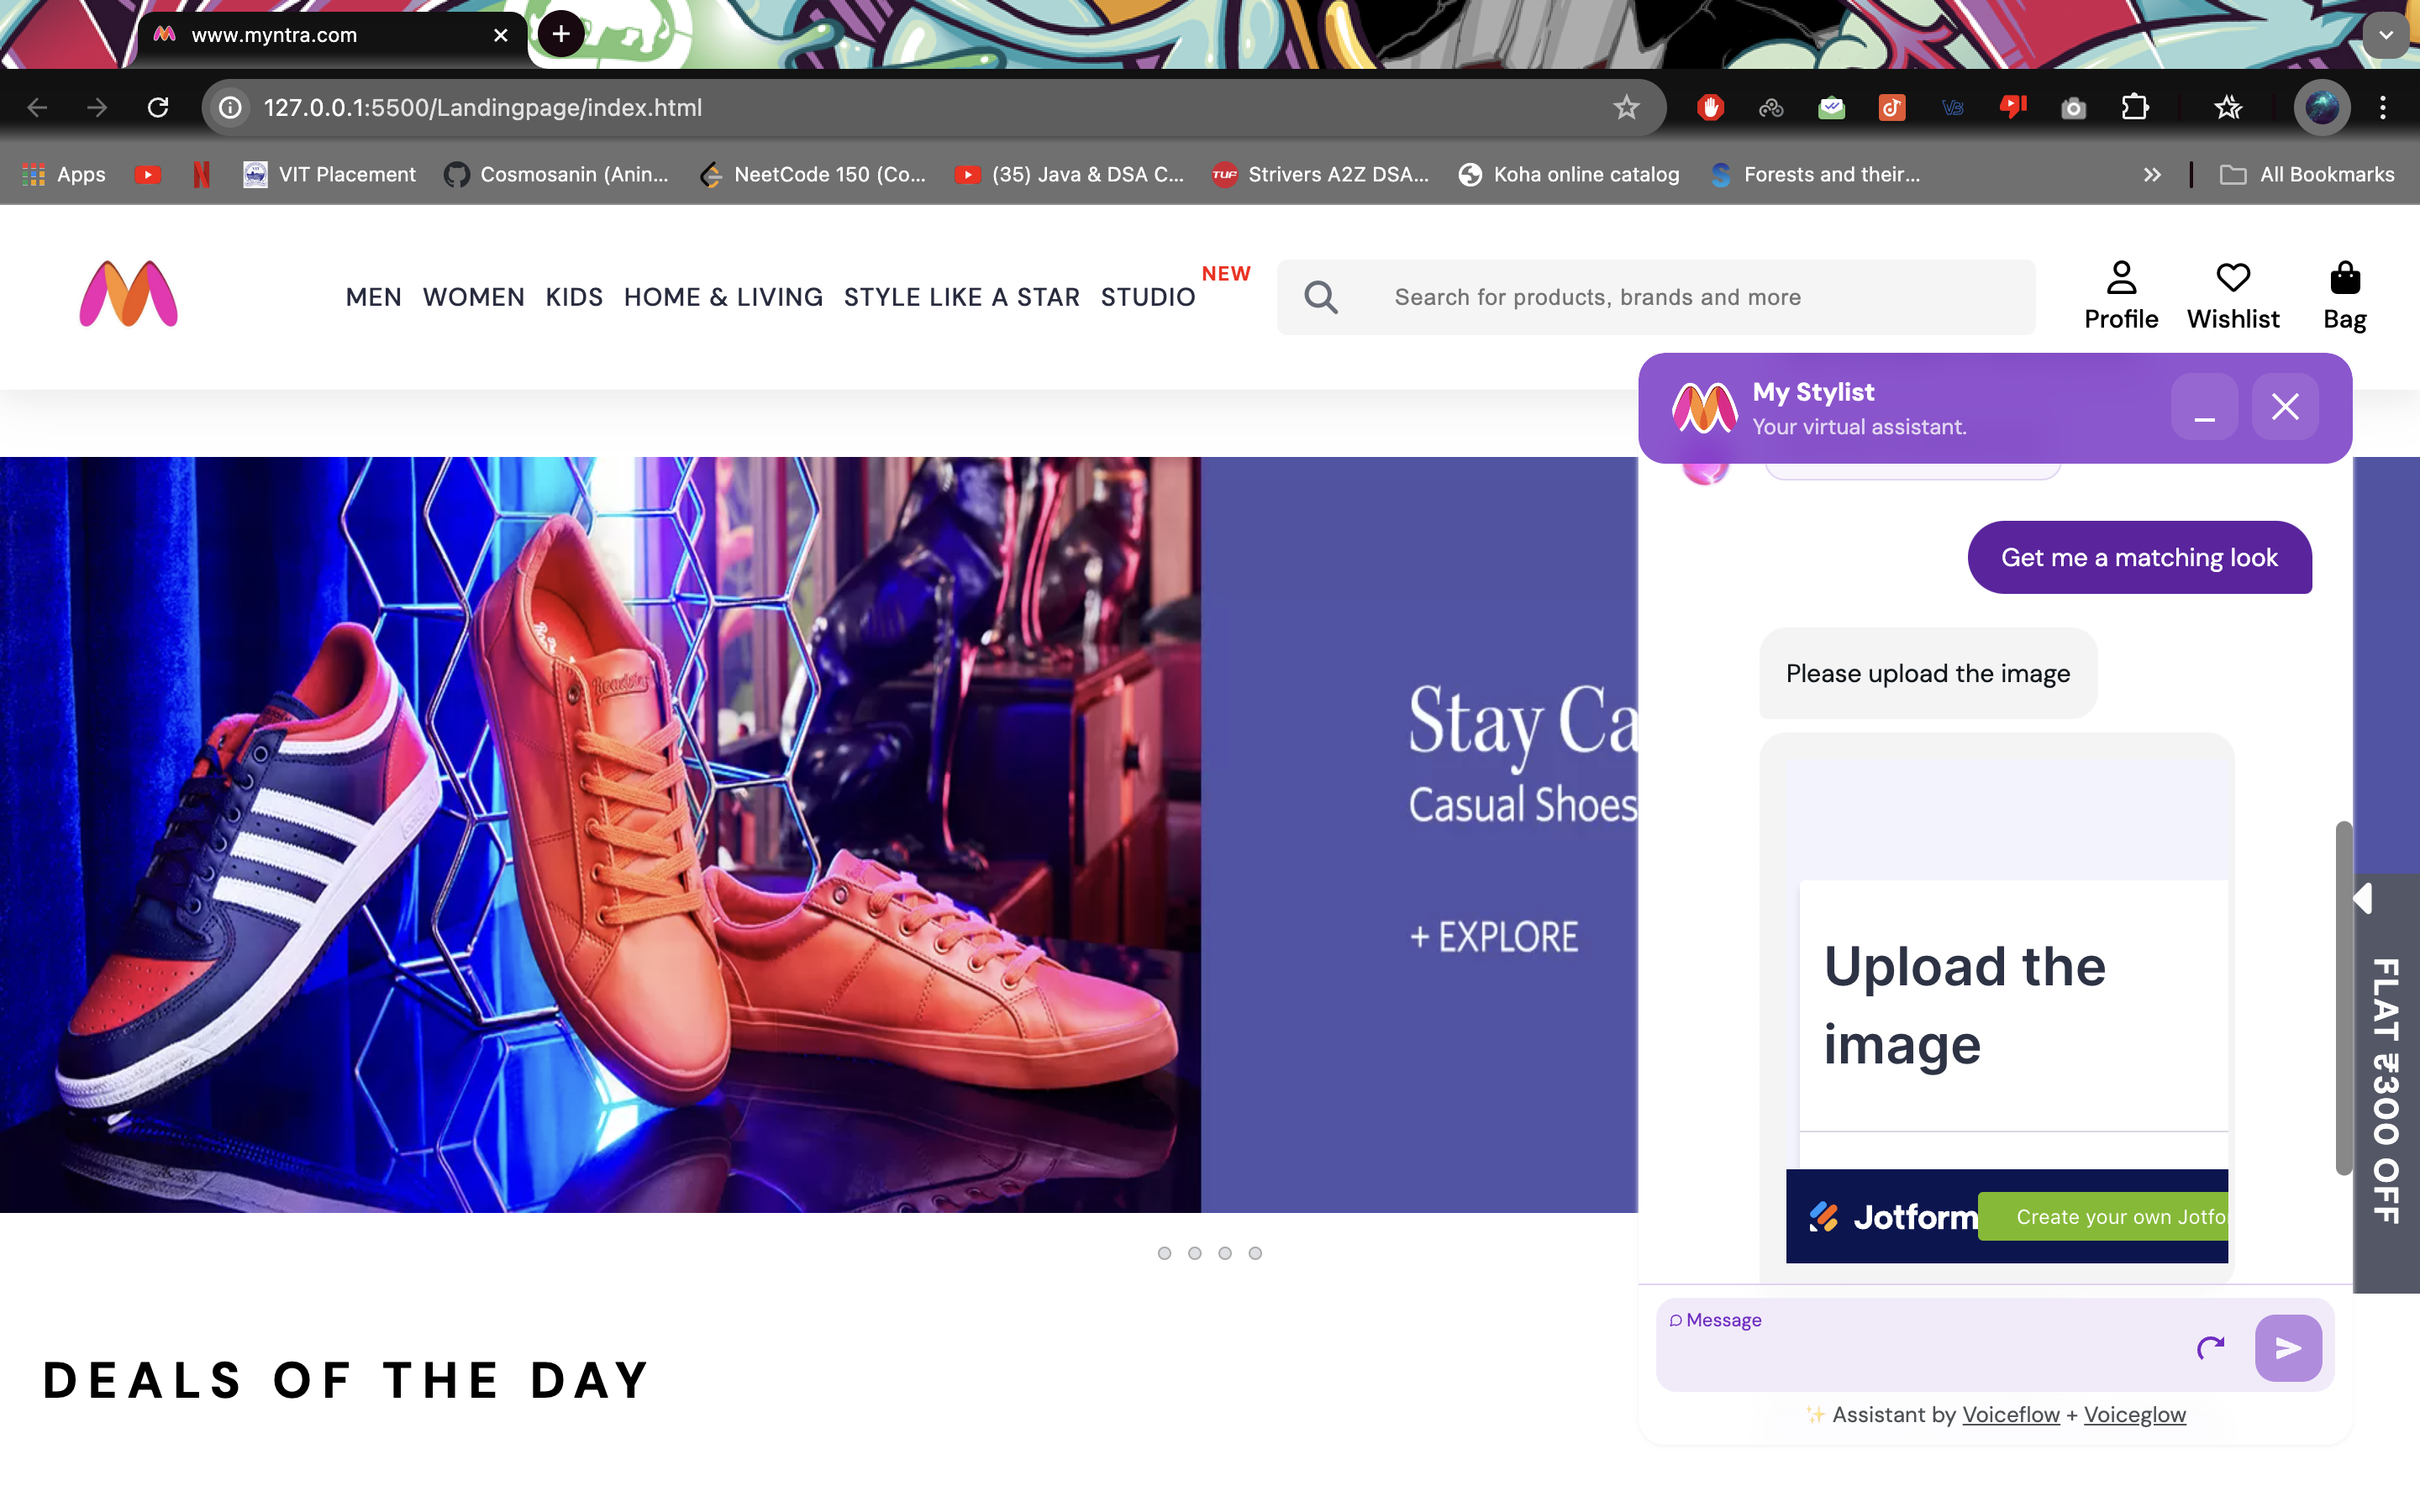 www.myntra.com
127.0.0.1:5500/Landingpage/index.html
Apps
VIT Placement
Cosmosanin (Anin...
NeetCode 150 (Co...
(35) Java & DSA C...
TUF
Strivers A2Z DSA...
Koha online catalog
Forests and their...
All Bookmarks
MEN WOMEN KIDS HOME & LIVING STYLE LIKE A STAR STUDIO NEW
Search for products, brands and more
Profile
Wishlist
Bag
My Stylist
Your virtual assistant.
Get me a matching look
Please upload the image
Upload the
image
Jotform
Create your own Jotfo
Message
Assistant by Voiceflow + Voiceglow
Roadster
Stay Ca
Casual Shoes
+ EXPLORE
FLAT ₹300 OFF
DEALS OF THE DAY